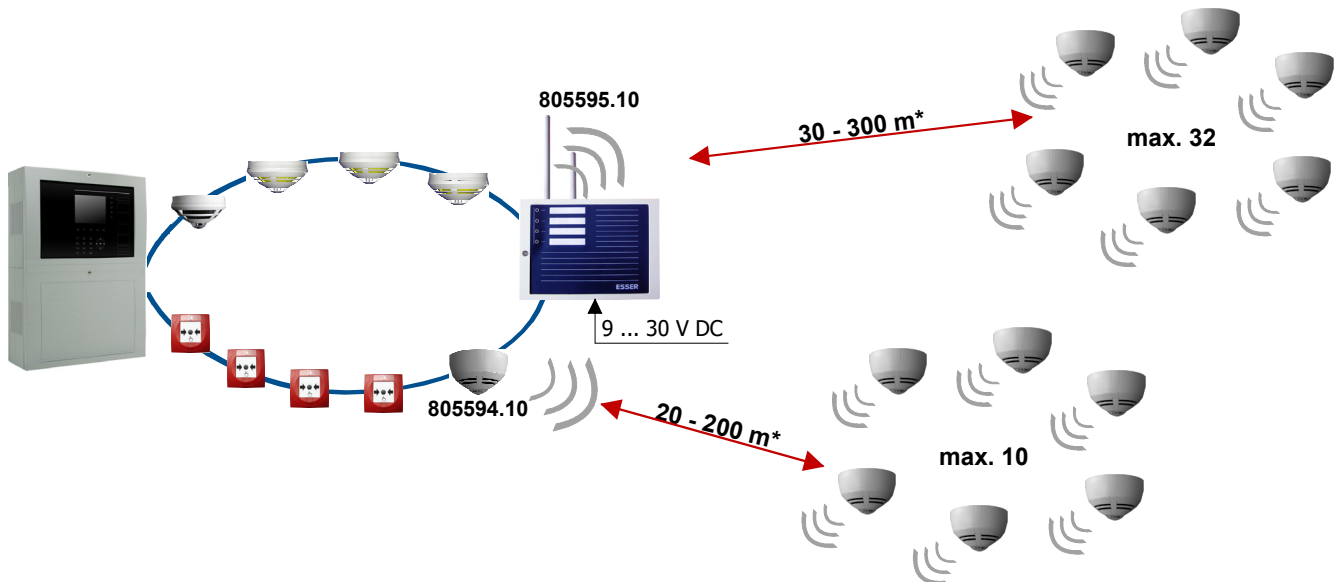 805595.10
30 - 300 m*
max. 32
ESSER
9 ... 30 V DC
805594.10
20 - 200 m*
max. 10